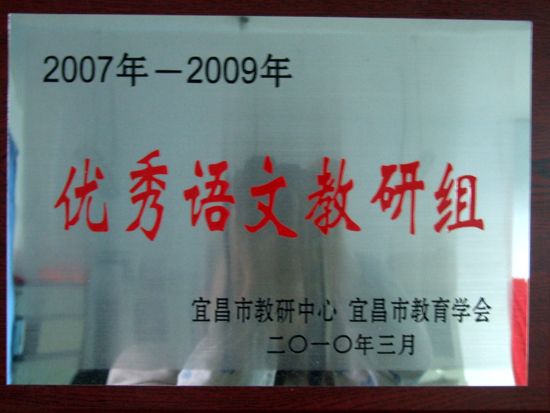 2007年－2009年
优秀语文教研组
宜昌市教研中心 宜昌市教育学会
二〇一〇年三月